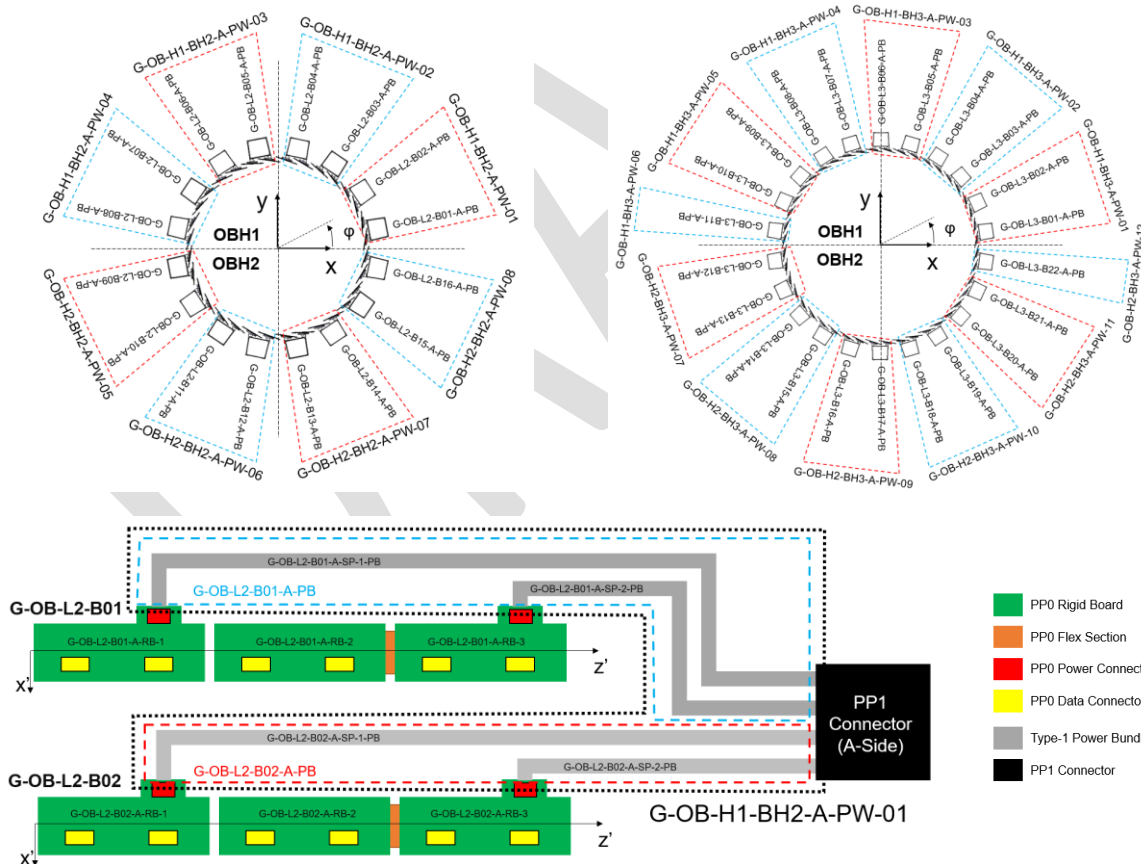 G-OB-H1-BH2-A-PW-03
G-OB-H1-BH2-A-PW-02
G-OB-L2-B06-A-PB
G-OB-L2-B05-A-PB
G-OB-L2-B04-A-PB
G-OB-L2-B03-A-PB
G-OB-H1-BH2-A-PW-04
G-OB-L2-B07-A-PB
G-OB-L2-B08-A-PB
G-OB-L2-B02-A-PB
G-OB-L2-B01-A-PB
G-OB-H1-BH2-A-PW-01
y
OBH1
OBH2
φ
x
G-OB-L2-B09-A-PB
G-OB-L2-B10-A-PB
G-OB-H2-BH2-A-PW-05
G-OB-L2-B16-A-PB
G-OB-L2-B15-A-PB
G-OB-H2-BH2-A-PW-08
G-OB-L2-B11-A-PB
G-OB-L2-B12-A-PB
G-OB-L2-B13-A-PB
G-OB-L2-B14-A-PB
G-OB-H2-BH2-A-PW-06
G-OB-H2-BH2-A-PW-07
G-OB-H1-BH3-A-PW-04
G-OB-H1-BH3-A-PW-03
G-OB-H1-BH3-A-PW-02
G-OB-L3-B08-A-PB
G-OB-L3-B07-A-PB
G-OB-L3-B06-A-PB
G-OB-L3-B05-A-PB
G-OB-L3-B04-A-PB
G-OB-L3-B03-A-PB
G-OB-H1-BH3-A-PW-05
G-OB-L3-B09-A-PB
G-OB-L3-B10-A-PB
G-OB-L3-B02-A-PB
G-OB-L3-B01-A-PB
G-OB-H1-BH3-A-PW-01
G-OB-H1-BH3-A-PW-06
G-OB-L3-B11-A-PB
y
OBH1
OBH2
φ
x
G-OB-L3-B22-A-PB
G-OB-H2-BH3-A-PW-12
G-OB-L3-B12-A-PB
G-OB-L3-B13-A-PB
G-OB-H2-BH3-A-PW-07
G-OB-L3-B21-A-PB
G-OB-L3-B20-A-PB
G-OB-H2-BH3-A-PW-11
G-OB-L3-B14-A-PB
G-OB-L3-B15-A-PB
G-OB-H2-BH3-A-PW-08
G-OB-L3-B16-A-PB
G-OB-L3-B17-A-PB
G-OB-L3-B18-A-PB
G-OB-L3-B19-A-PB
G-OB-H2-BH3-A-PW-09
G-OB-H2-BH3-A-PW-10
G-OB-L2-B01-A-SP-1-PB
G-OB-L2-B01-A-PB
G-OB-L2-B01-A-SP-2-PB
G-OB-L2-B01
G-OB-L2-B01-A-RB-1
G-OB-L2-B01-A-RB-2
G-OB-L2-B01-A-RB-3
x'
z'
PP1
Connector
(A-Side)
G-OB-L2-B02-A-SP-1-PB
G-OB-L2-B02-A-PB
G-OB-L2-B02-A-SP-2-PB
G-OB-L2-B02
G-OB-L2-B02-A-RB-1
G-OB-L2-B02-A-RB-2
G-OB-L2-B02-A-RB-3
x'
z'
G-OB-H1-BH2-A-PW-01
PP0 Rigid Board
PP0 Flex Section
PP0 Power Connect
PP0 Data Connecto
Type-1 Power Bund
PP1 Connector